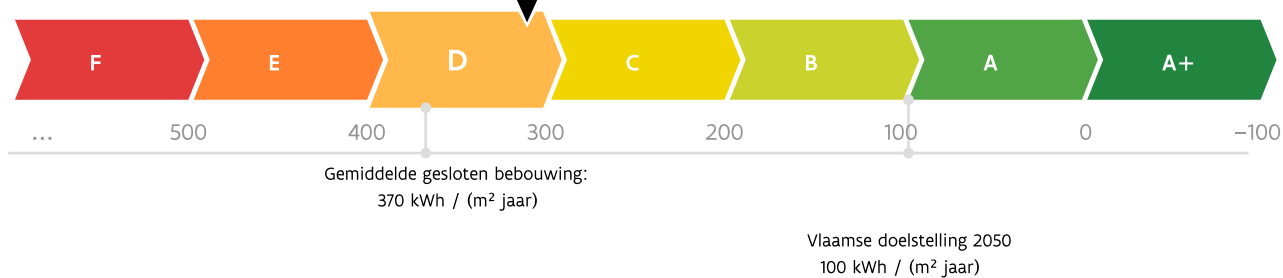 F E D C B A A+
... 500 400 300 200 100 0 −100
Gemiddelde gesloten bebouwing:
370 kWh / (m² jaar)
Vlaamse doelstelling 2050
100 kWh / (m² jaar)